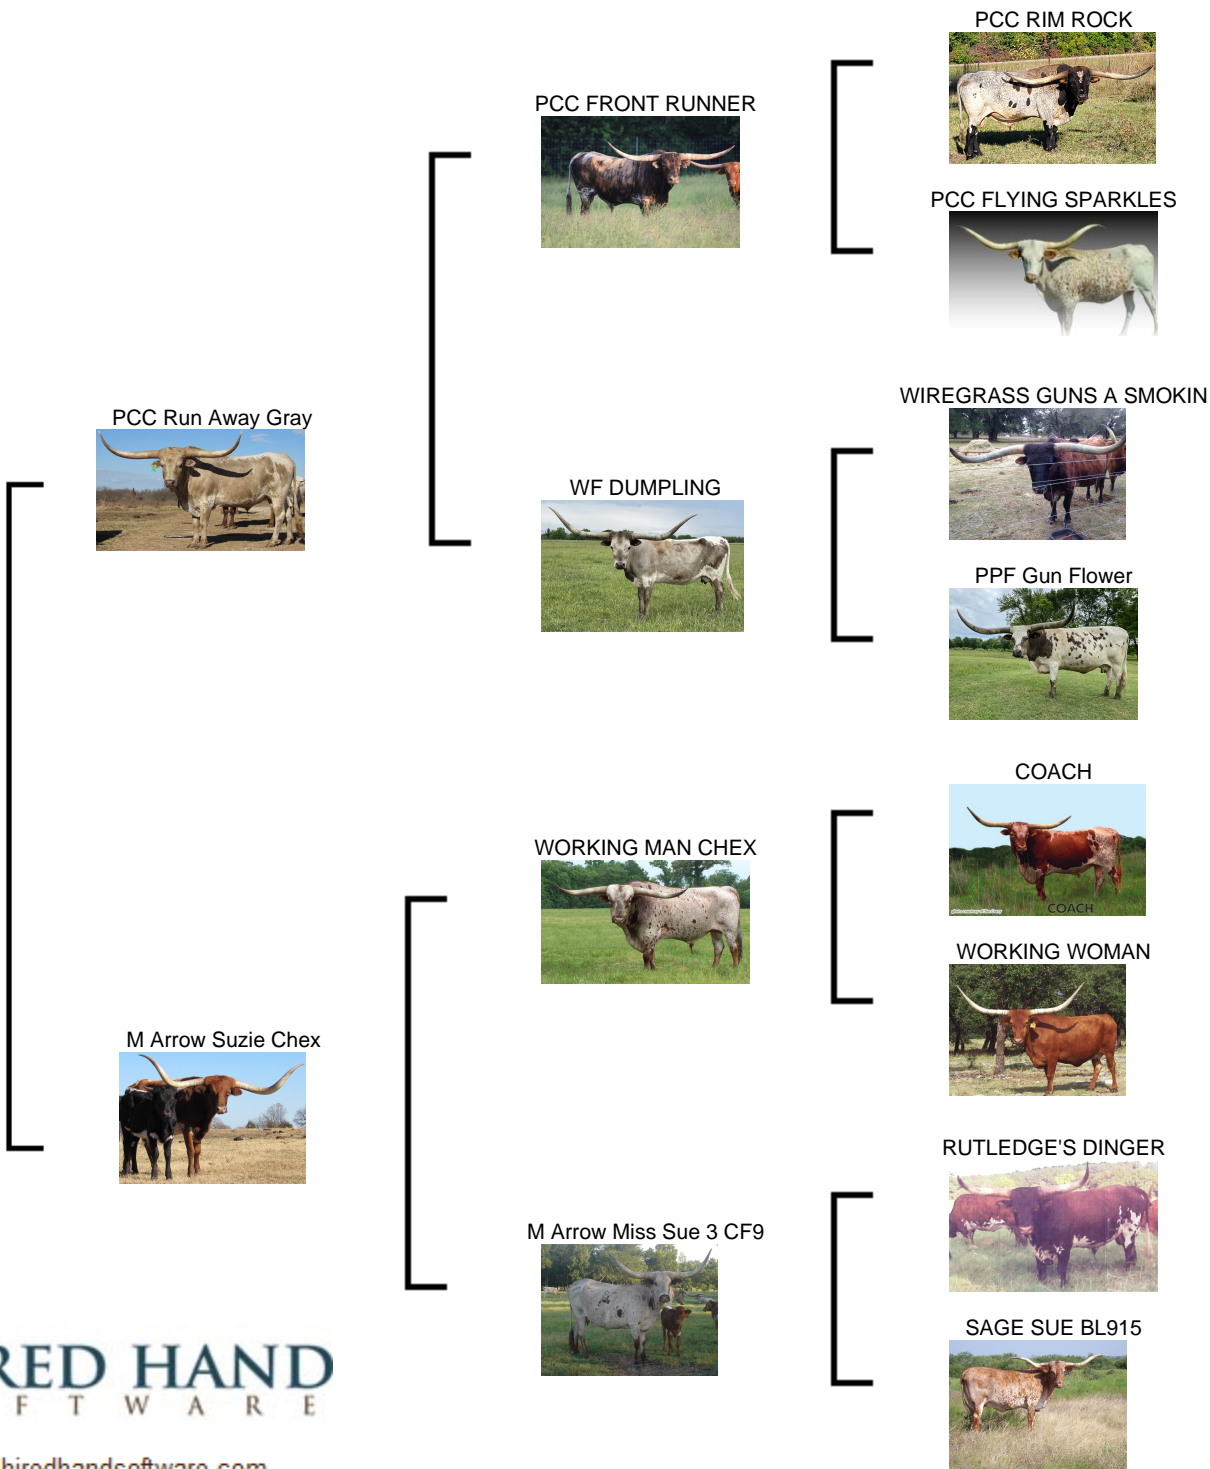 PCC RIM ROCK
PCC FRONT RUNNER
PCC FLYING SPARKLES
WIREGRASS GUNS A SMOKIN
PCC Run Away Gray
WF DUMPLING
PPF Gun Flower
COACH
COACH
WORKING MAN CHEX
WORKING WOMAN
M Arrow Suzie Chex
RUTLEDGE'S DINGER
M Arrow Miss Sue 3 CF9
SAGE SUE BL915
RED HAND
F T W A R E
hiredhandsoftware.com